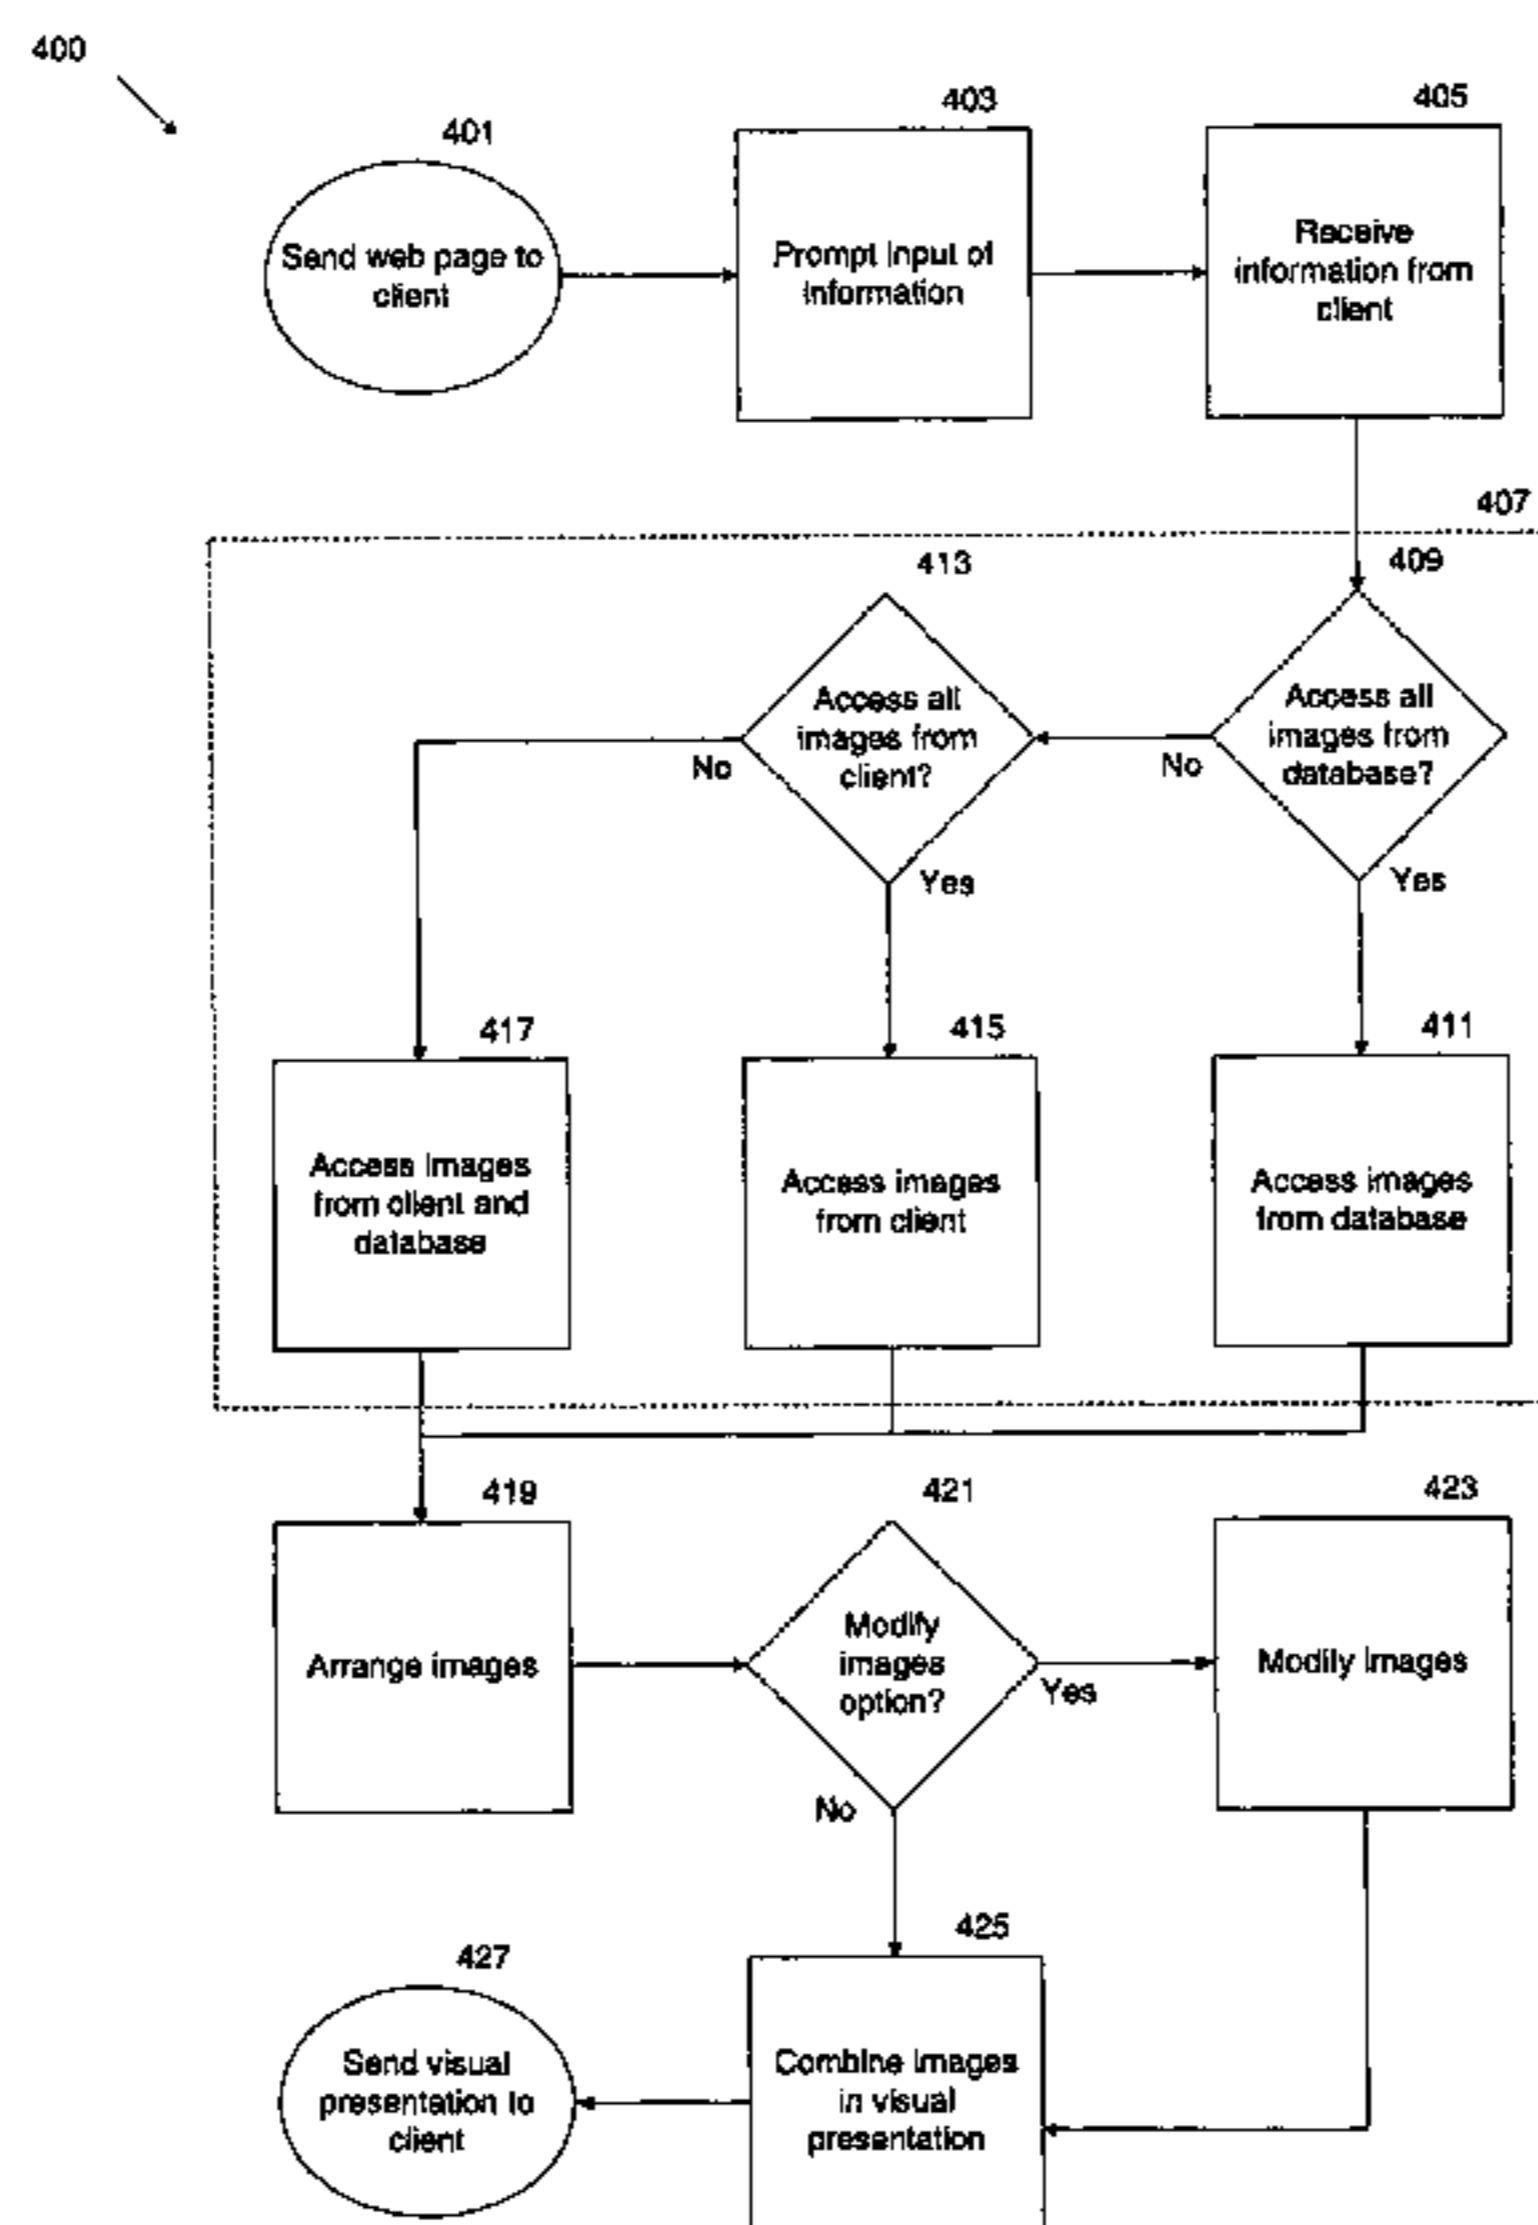 400
401
Send web page to
client
403
Prompt Input of
Information
405
Receive
information from
client
407
409
Access all
images from
database?
No
Yes
413
Access all
images from
client?
No
Yes
417
Access Images
from client and
database
415
Access images
from client
411
Access images
from database
419
Arrange images
421
Modify
images
option?
Yes
No
423
Modify Images
425
Combine Images
in visual
presentation
427
Send visual
presentation to
client